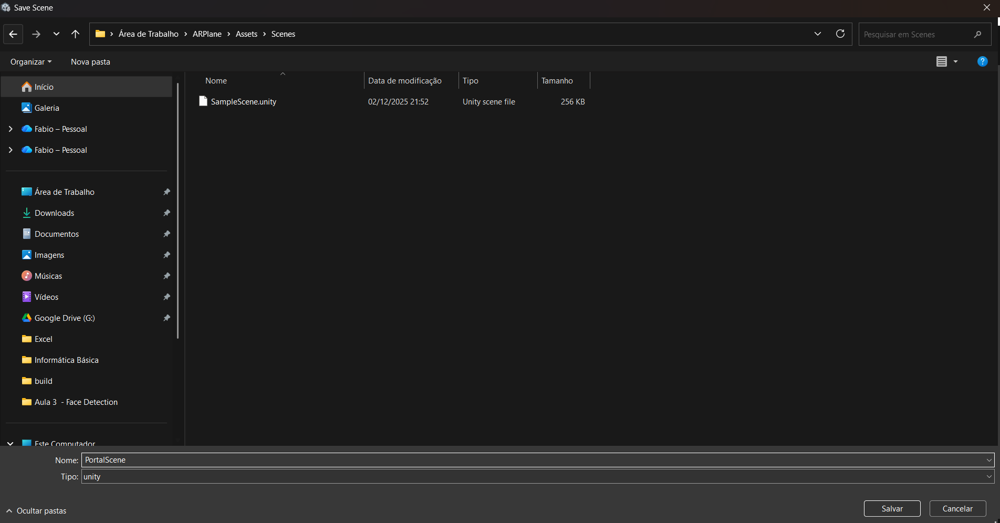 Save Scene
Área de Trabalho > ARPlane > Assets > Scenes
Pesquisar em Scenes
Organizar
Nova pasta
?
Nome
Data de modificação
Tipo
Tamanho
SampleScene.unity
02/12/2025 21:52
Unity scene file
256 KB
Início
Galeria
Fabio – Pessoal
Fabio – Pessoal
Área de Trabalho
Downloads
Documentos
Imagens
Músicas
Vídeos
Google Drive (G:)
Excel
Informática Básica
build
Aula 3  - Face Detection
Este Computador
Nome: PortalScene
Tipo: unity
Ocultar pastas
Salvar
Cancelar